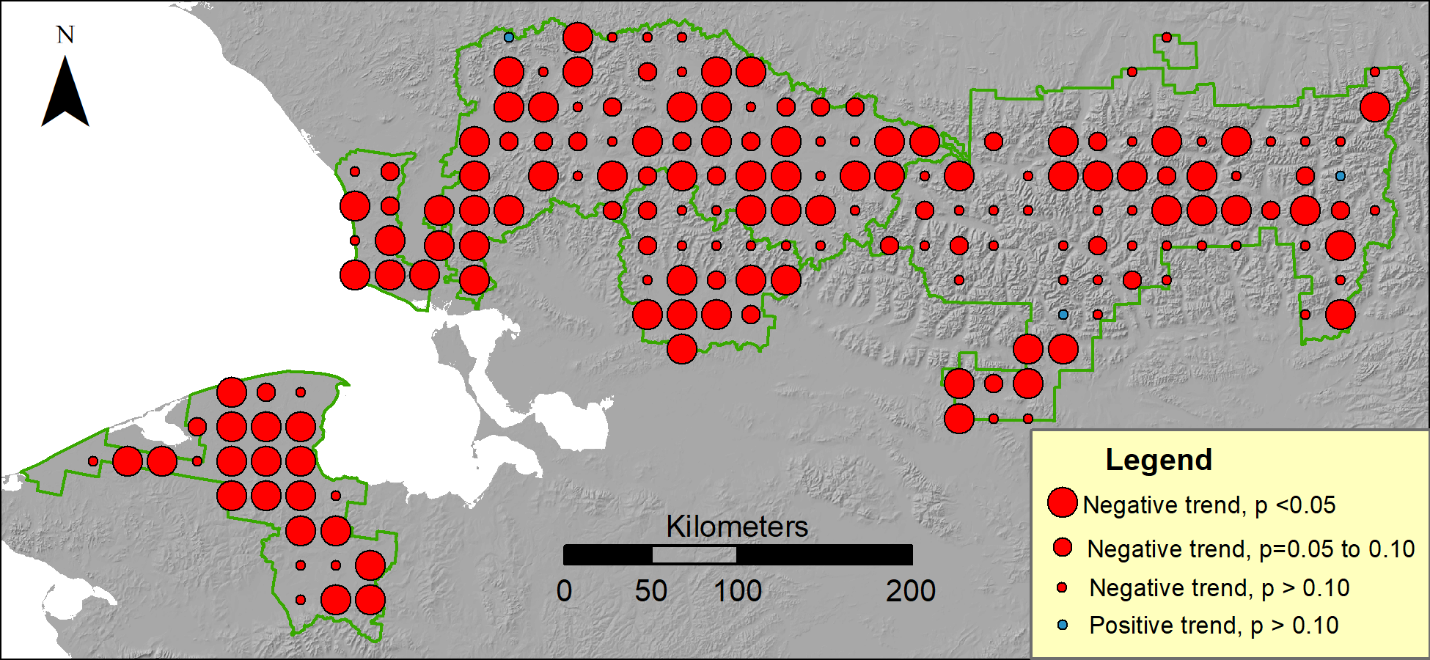 N
Kilometers
0 50 100 200
Legend
Negative trend, p <0.05
Negative trend, p=0.05 to 0.10
Negative trend, p > 0.10
Positive trend, p > 0.10